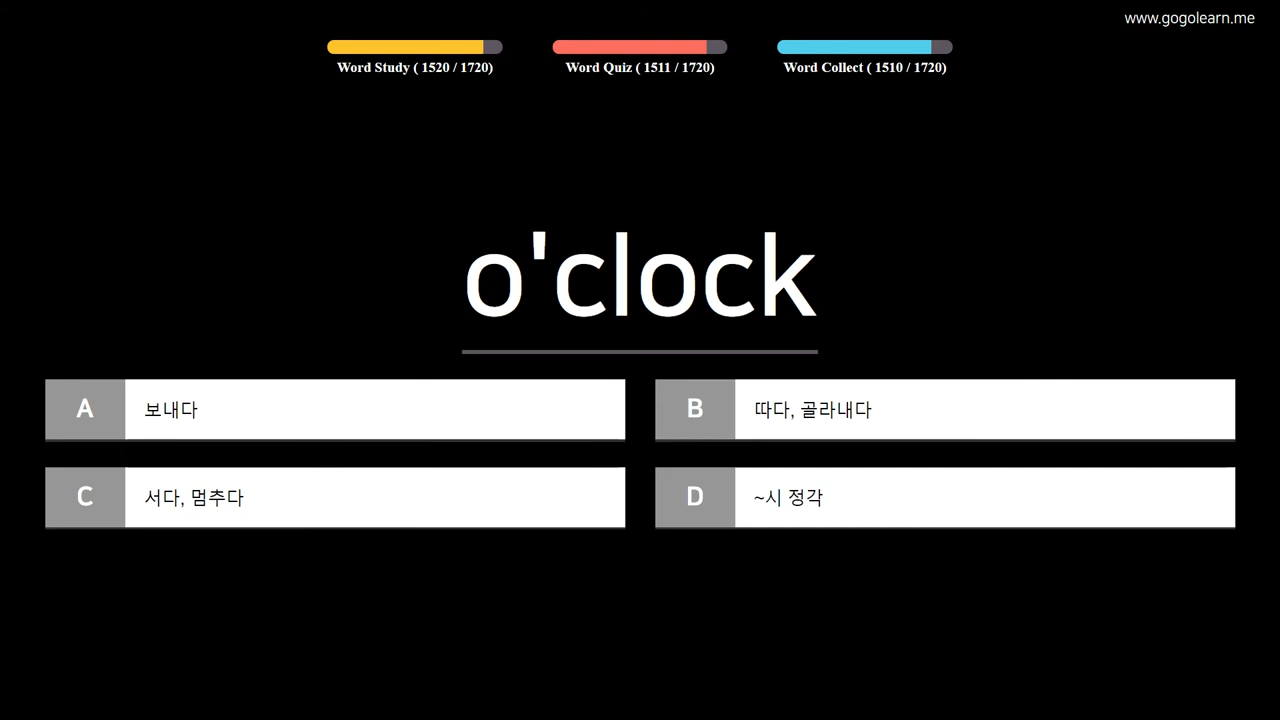 www.gogolearn.me
Word Study ( 1520 / 1720)
Word Quiz ( 1511 / 1720)
Word Collect ( 1510 / 1720)
o'clock
A 보내다
B 따다, 골라내다
C 서다, 멈추다
D ~시 정각